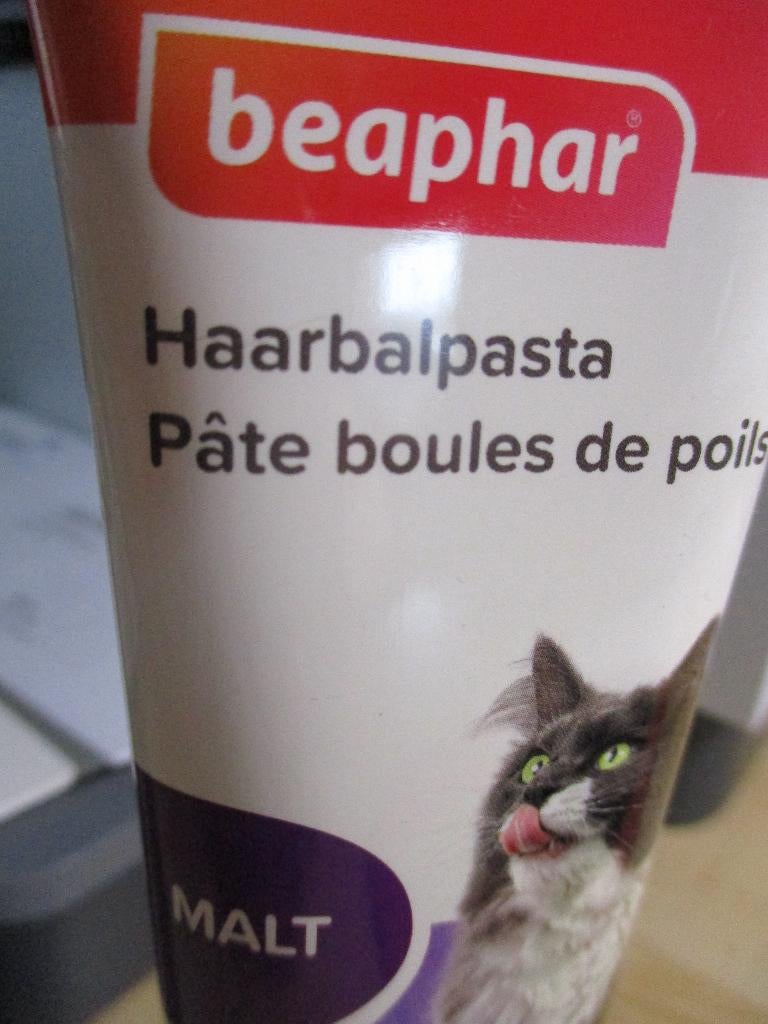 beaphar®
Haarbalpasta
Pâte boules de poils
MALT